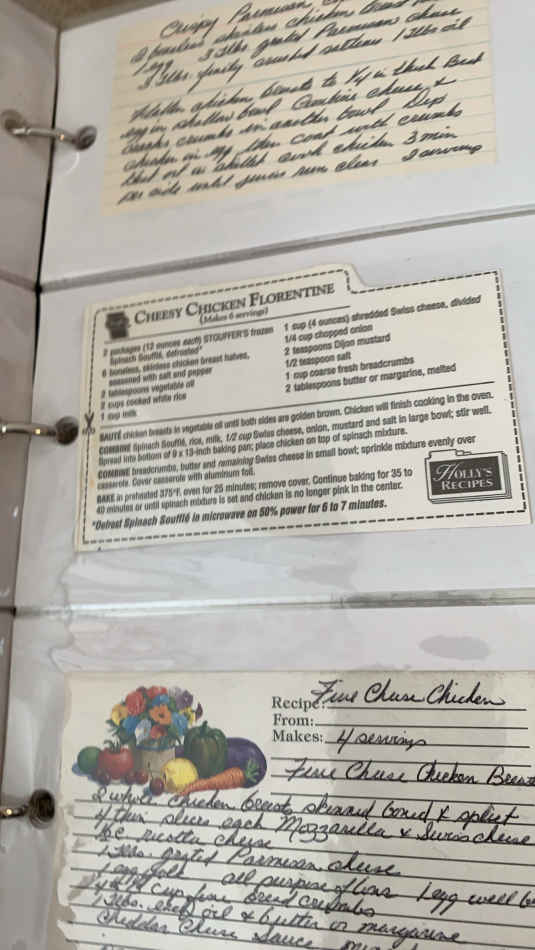 Crispy Parmesan
boneless skinless chicken breast
1 egg 3 Tbs. grated Parmesan cheese
3 Tbs. finely crushed saltines 1 Tbls oil
Flatten chicken breasts to 1/4 in thick Beat
egg in shallow bowl Combine cheese &
cracker crumbs in another bowl Dip
chicken in egg then coat with crumbs
Heat oil in skillet cook chicken 3 min
per side until juices run clear 2 servings
CHEESY CHICKEN FLORENTINE
(Makes 6 servings)
2 packages (12 ounces each) STOUFFER'S frozen
Spinach Soufflé, defrosted*
6 boneless, skinless chicken breast halves,
seasoned with salt and pepper
2 tablespoons vegetable oil
2 cups cooked white rice
1 cup milk
1 cup (4 ounces) shredded Swiss cheese, divided
1/4 cup chopped onion
2 teaspoons Dijon mustard
1/2 teaspoon salt
1 cup coarse fresh breadcrumbs
2 tablespoons butter or margarine, melted
SAUTÉ chicken breasts in vegetable oil until both sides are golden brown. Chicken will finish cooking in the oven.
COMBINE Spinach Soufflé, rice, milk, 1/2 cup Swiss cheese, onion, mustard and salt in large bowl; stir well.
Spread into bottom of 9 x 13-inch baking pan; place chicken on top of spinach mixture.
COMBINE breadcrumbs, butter and remaining Swiss cheese in small bowl; sprinkle mixture evenly over
casserole. Cover casserole with aluminum foil.
BAKE in preheated 375°F. oven for 25 minutes; remove cover. Continue baking for 35 to
40 minutes or until spinach mixture is set and chicken is no longer pink in the center.
*Defrost Spinach Soufflé in microwave on 50% power for 6 to 7 minutes.
HOLLY'S
RECIPES
Recipe: Five Cheese Chicken
From:
Makes: 4 servings
Five Cheese Chicken Breasts
2 whole chicken breasts skinned boned & split
4 thin slices each Mozzarella & Swiss cheese
ricotta cheese
1 Tbls. grated Parmesan cheese
1 egg yolk all purpose flour 1 egg well
cup fine bread crumbs
1 Tbls. each oil & butter or margarine
Cheddar Cheese Sauce